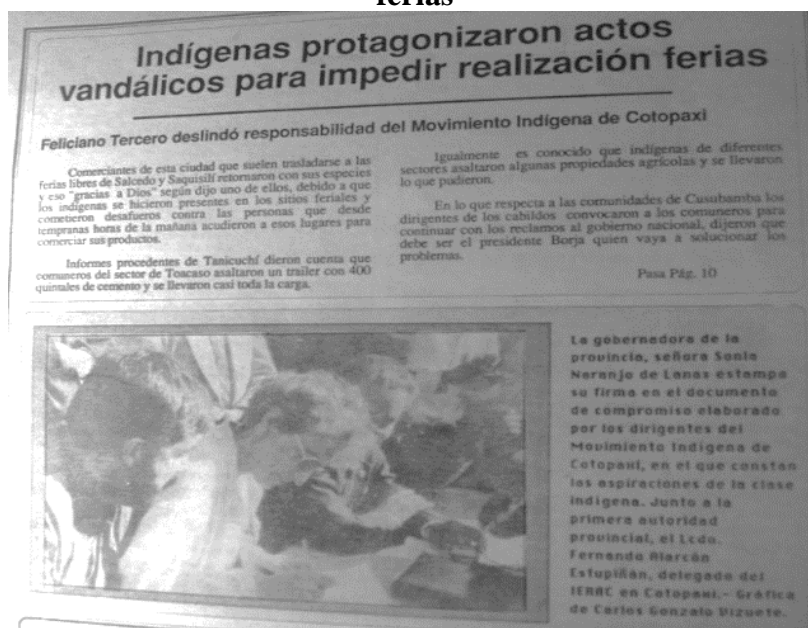 ferias
Indígenas protagonizaron actos
vandálicos para impedir realización ferias
Feliciano Tercero deslindó responsabilidad del Movimiento Indígena de Cotopaxi
Comerciantes de esta ciudad que suelen trasladarse a las
ferias libres de Salcedo y Saquisilí retornaron con sus especies
y eso "gracias a Dios" según dijo uno de ellos, debido a que
los indígenas se hicieron presentes en los sitios feriales y
cometieron desafueros contra las personas que desde
tempranas horas de la mañana acudieron a esos lugares para
comerciar sus productos.
Informes procedentes de Tanicuchí dieron cuenta que
comuneros del sector de Toacaso asaltaron un trailer con 400
quintales de cemento y se llevaron casi toda la carga.
Igualmente es conocido que indígenas de diferentes
sectores asaltaron algunas propiedades agrícolas y se llevaron
lo que pudieron.
En lo que respecta a las comunidades de Cusubamba los
dirigentes de los cabildos convocaron a los comuneros para
continuar con los reclamos al gobierno nacional, dijeron que
debe ser el presidente Borja quien vaya a solucionar los
problemas.
Pasa Pág. 10
La gobernadora de la
provincia, señora Sonia
Naranjo de Lanas estampa
su firma en el documento
de compromiso elaborado
por los dirigentes del
Movimiento Indígena de
Cotopaxi, en el que constan
las aspiraciones de la clase
indígena. Junto a la
primera autoridad
provincial, el Lcdo.
Fernando Alarcón
Estupiñán, delegado del
IERAC en Cotopaxi.- Gráfica
de Carlos Gonzalo Vizuete.